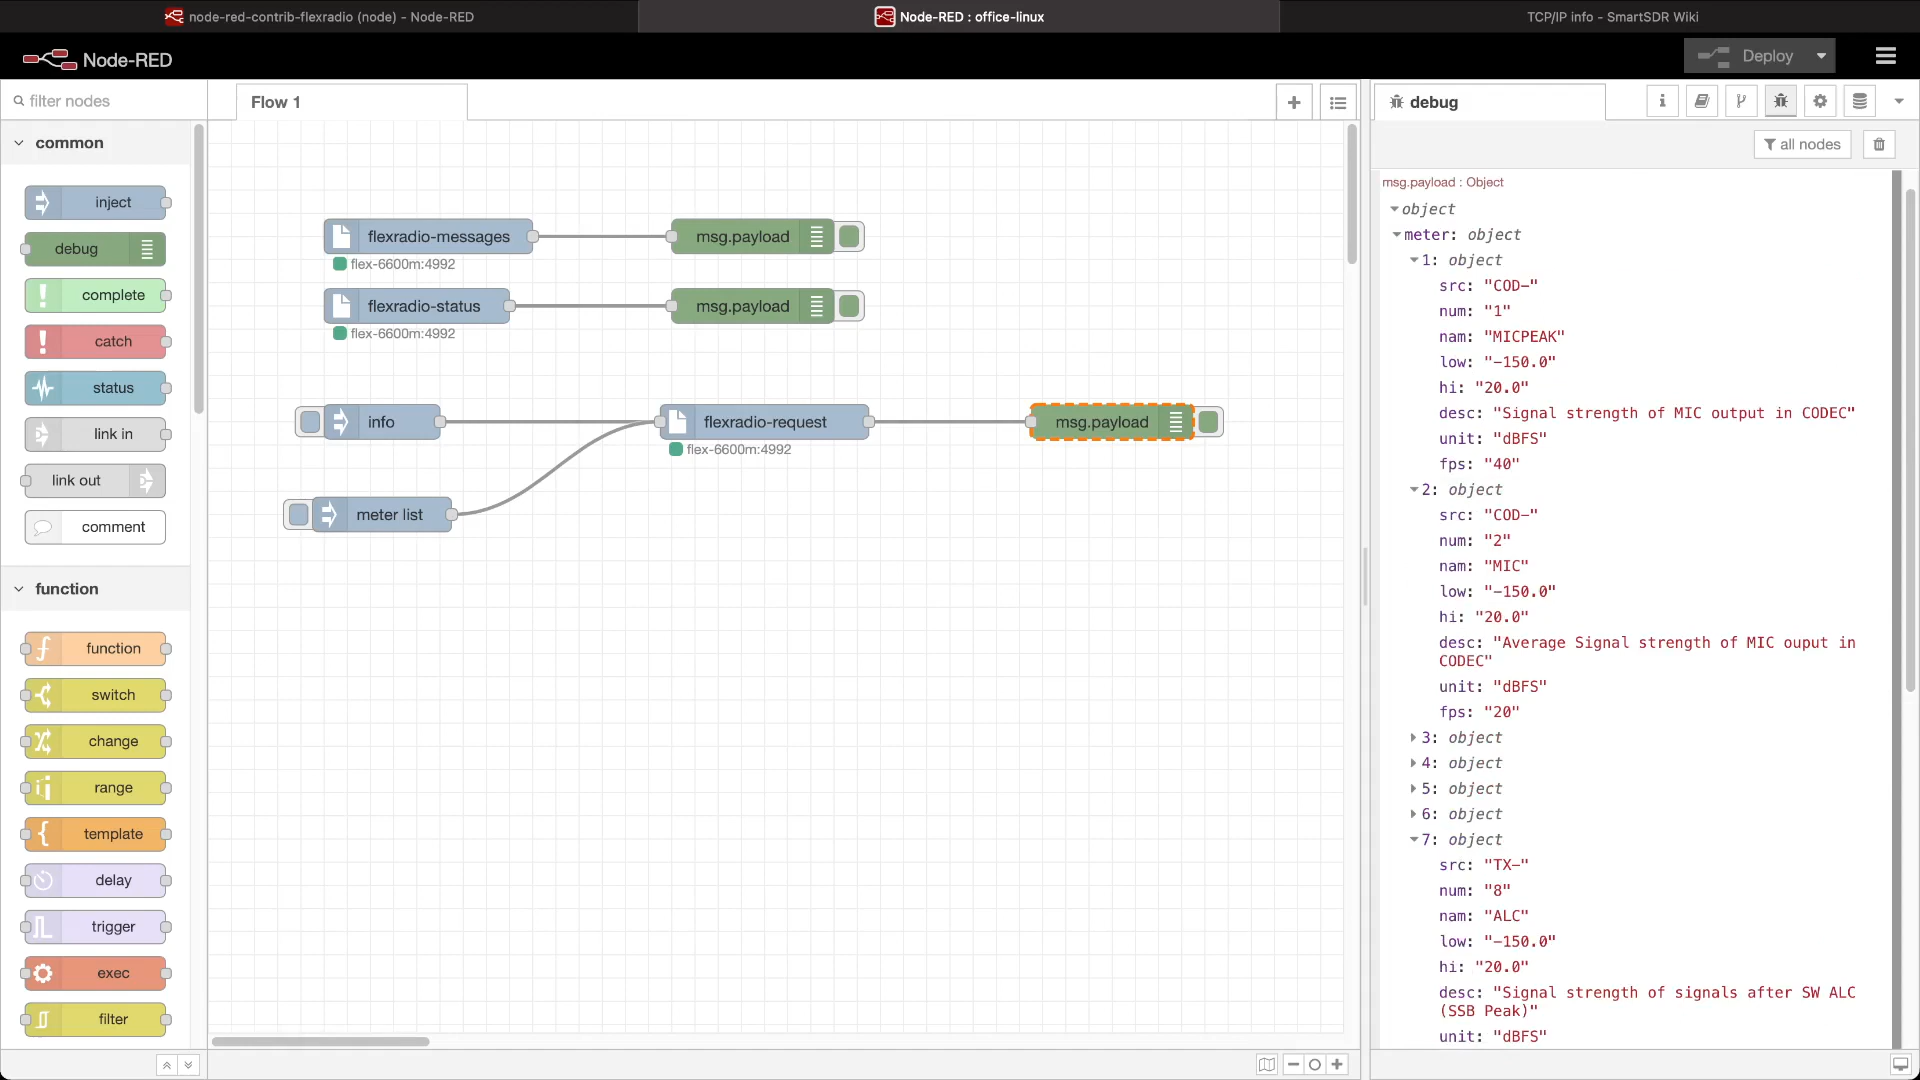 node-red-contrib-flexradio (node) - Node-RED
Node-RED : office-linux
TCP/IP info - SmartSDR Wiki
Node-RED
Deploy
filter nodes
common
inject
debug
complete
catch
status
link in
link out
comment
function
function
switch
change
range
template
delay
trigger
exec
filter
Flow 1
flexradio-messages
flex-6600m:4992
msg.payload
flexradio-status
flex-6600m:4992
msg.payload
info
flexradio-request
flex-6600m:4992
msg.payload
meter list
debug
all nodes
msg.payload : Object
object
meter: object
1: object
src: "COD-"
num: "1"
nam: "MICPEAK"
low: "-150.0"
hi: "20.0"
desc: "Signal strength of MIC output in CODEC"
unit: "dBFS"
fps: "40"
2: object
src: "COD-"
num: "2"
nam: "MIC"
low: "-150.0"
hi: "20.0"
desc: "Average Signal strength of MIC ouput in
CODEC"
unit: "dBFS"
fps: "20"
3: object
4: object
5: object
6: object
7: object
src: "TX-"
num: "8"
nam: "ALC"
low: "-150.0"
hi: "20.0"
desc: "Signal strength of signals after SW ALC
(SSB Peak)"
unit: "dBFS"